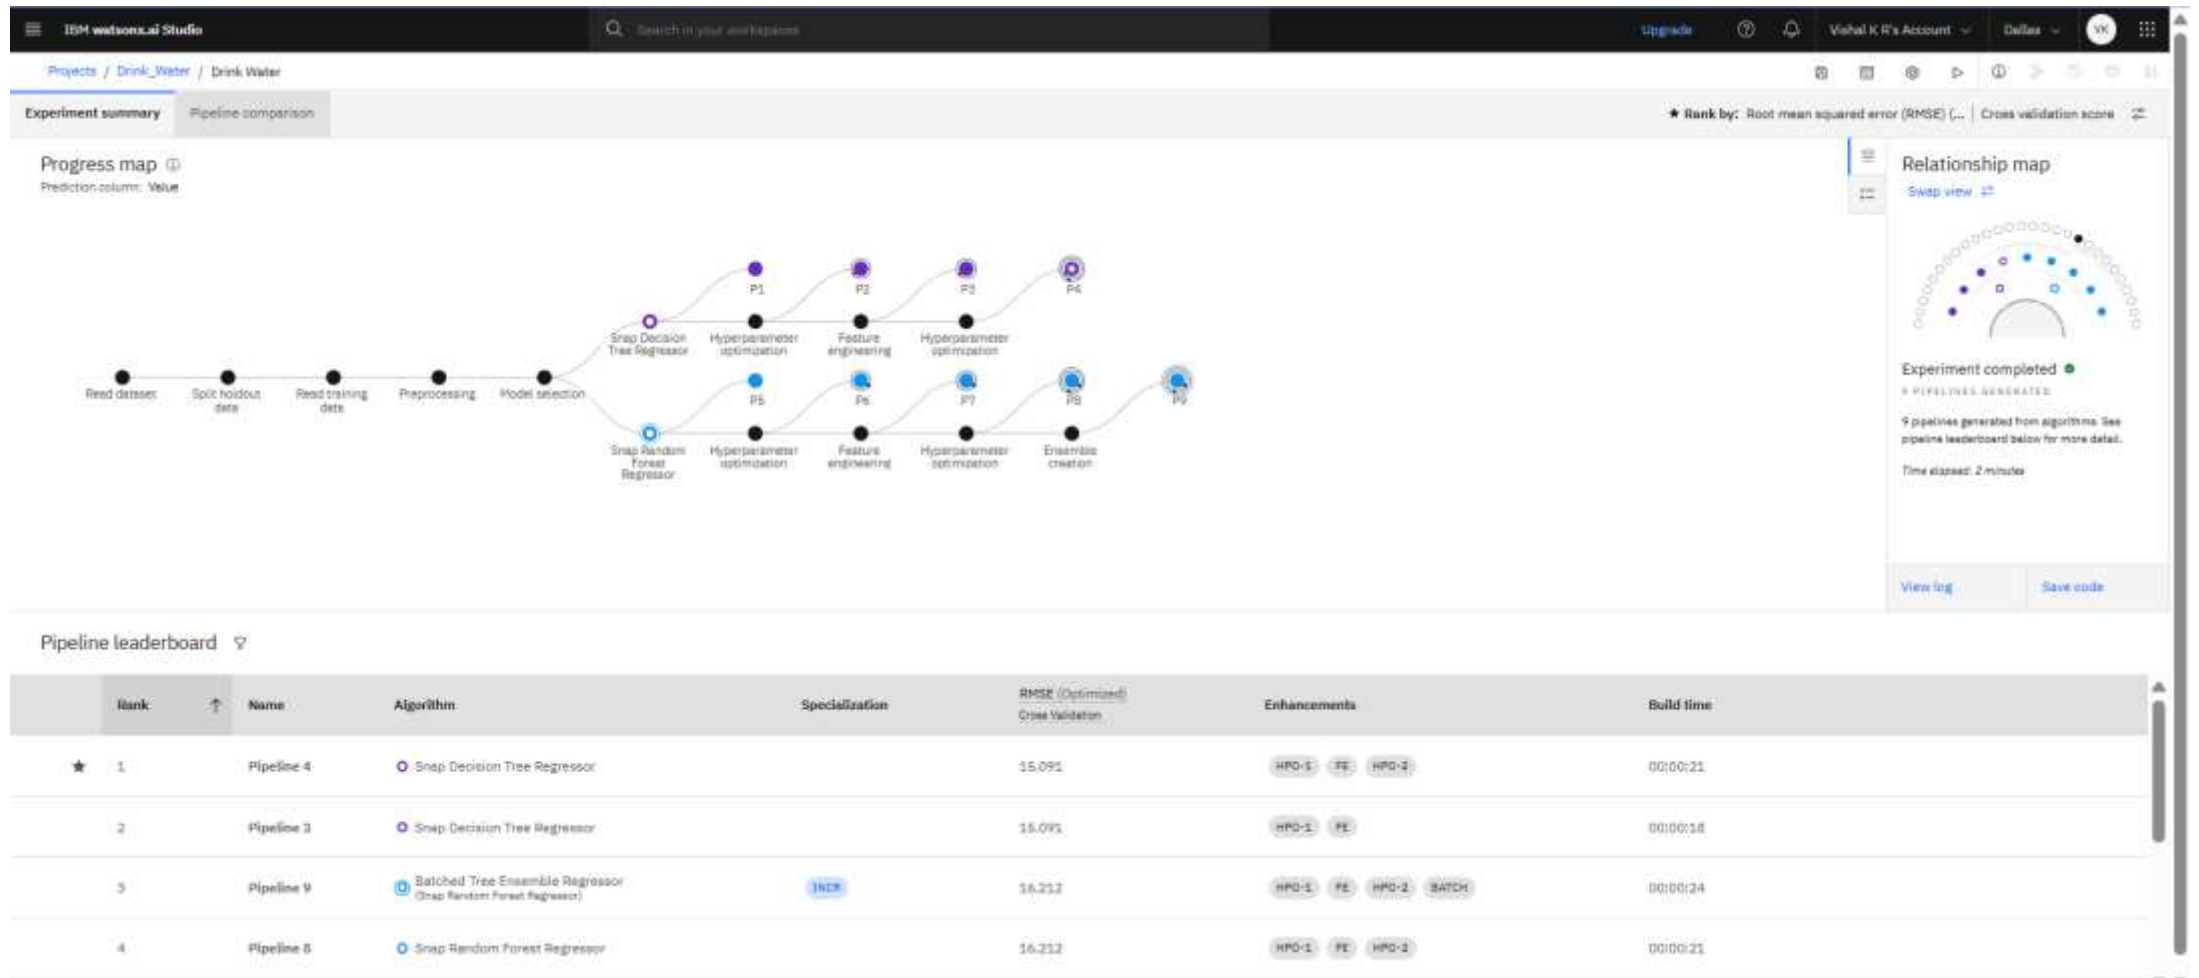 IBM watsonx.ai Studio
Search in your workspaces
Upgrade
Vishal K R's Account
Dallas
VK
Projects / Drink_Water / Drink Water
Experiment summary
Pipeline comparison
★ Rank by: Root mean squared error (RMSE) (... | Cross validation score
Progress map
Prediction column: Value
Relationship map
Swap view
P1
P2
P3
P4
Snap Decision
Tree Regressor
Hyperparameter
optimization
Feature
engineering
Hyperparameter
optimization
Read dataset
Split holdout
data
Read training
data
Preprocessing
Model selection
P5
P6
P7
P8
P9
Snap Random
Forest
Regressor
Hyperparameter
optimization
Feature
engineering
Hyperparameter
optimization
Ensemble
creation
Experiment completed
9 PIPELINES GENERATED
9 pipelines generated from algorithms. See
pipeline leaderboard below for more detail.
Time elapsed: 2 minutes
View log
Save code
Pipeline leaderboard
Rank ↑ Name Algorithm Specialization RMSE (Optimized) Enhancements Build time
Cross Validation
★ 1 Pipeline 4 Snap Decision Tree Regressor 15.091 HPO-1 FE HPO-2 00:00:21
2 Pipeline 3 Snap Decision Tree Regressor 15.091 HPO-1 FE 00:00:18
3 Pipeline 9 Batched Tree Ensemble Regressor INCR 16.212 HPO-1 FE HPO-2 BATCH 00:00:24
(Snap Random Forest Regressor)
4 Pipeline 8 Snap Random Forest Regressor 16.212 HPO-1 FE HPO-2 00:00:21